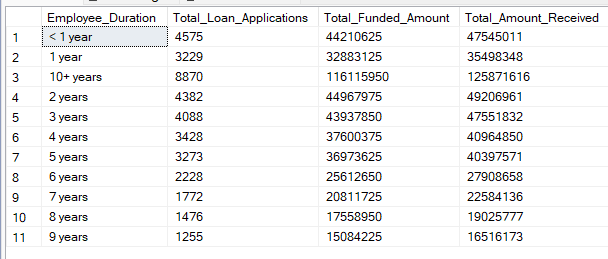 Employee_Duration Total_Loan_Applications Total_Funded_Amount Total_Amount_Received
1 < 1 year 4575 44210625 47545011
2 1 year 3229 32883125 35498348
3 10+ years 8870 116115950 125871616
4 2 years 4382 44967975 49206961
5 3 years 4088 43937850 47551832
6 4 years 3428 37600375 40964850
7 5 years 3273 36973625 40397571
8 6 years 2228 25612650 27908658
9 7 years 1772 20811725 22584136
10 8 years 1476 17558950 19025777
11 9 years 1255 15084225 16516173